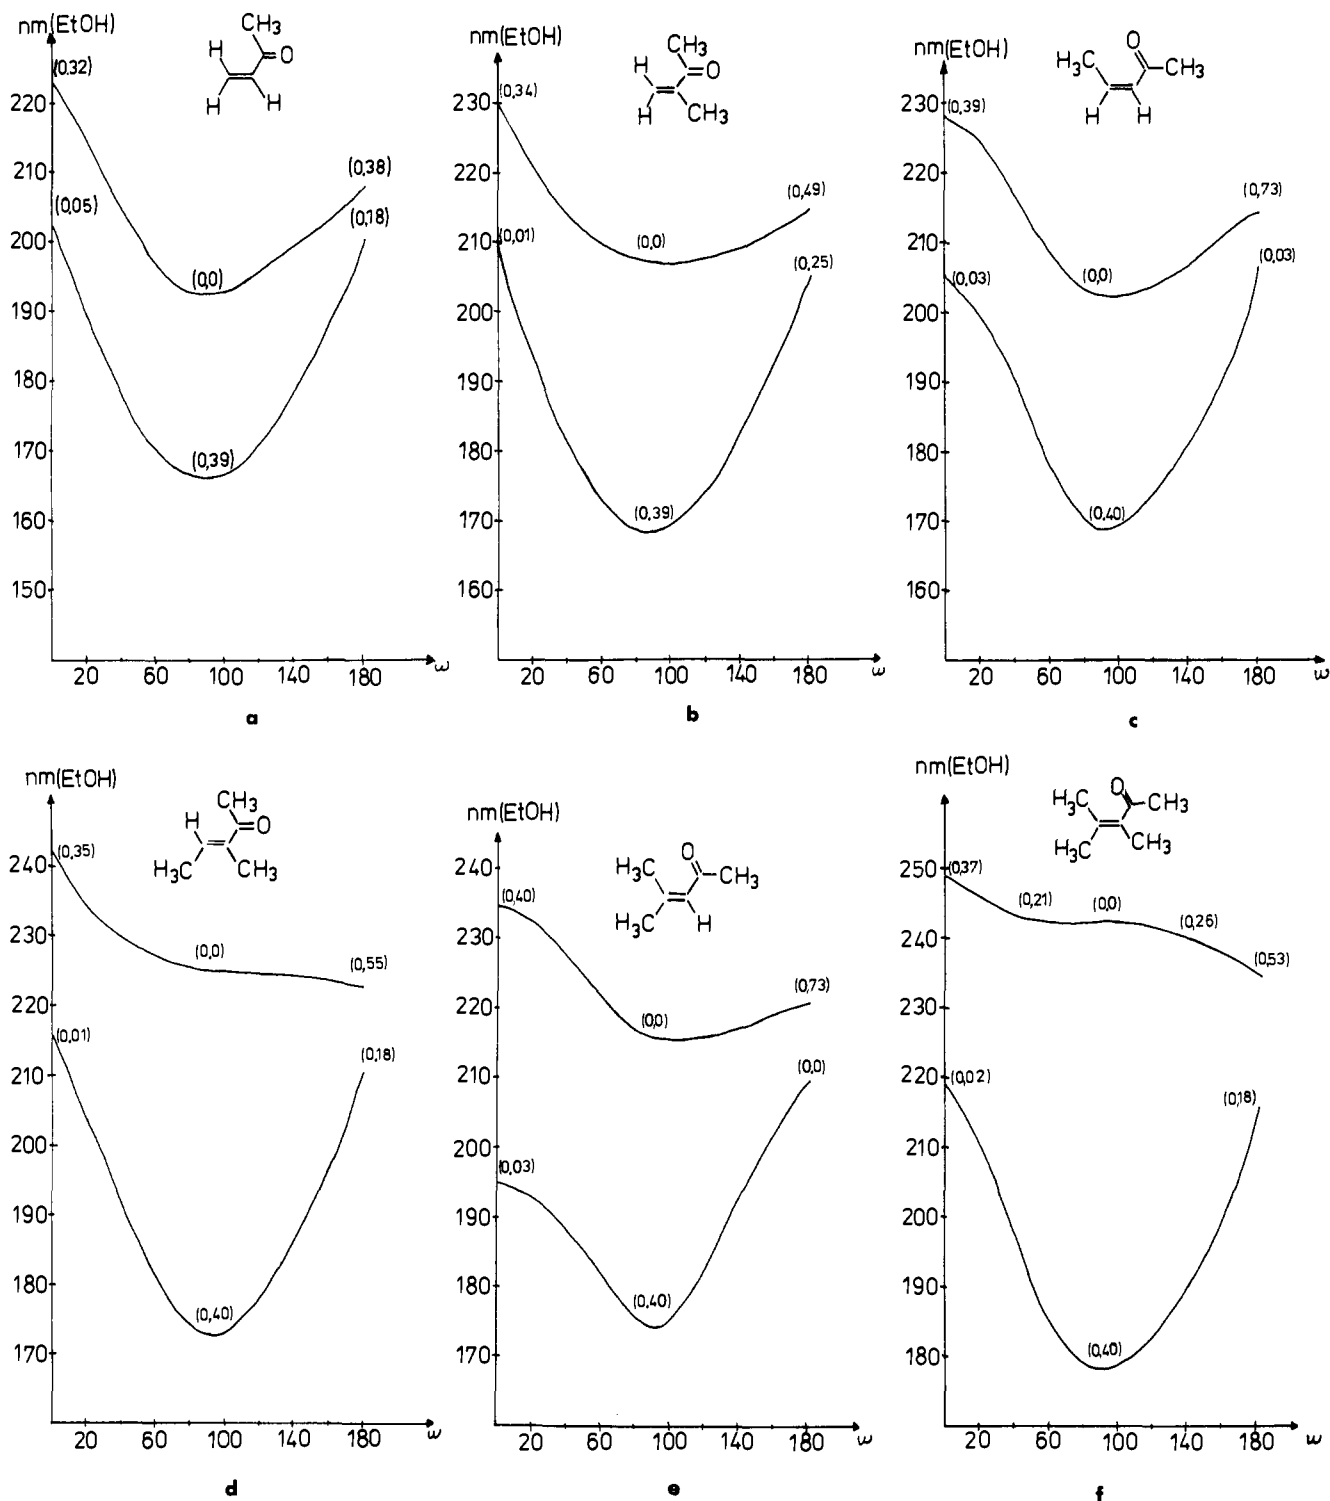 nm(EtOH)
CH₃
H
O
H
H
(0,32)
220
210
(0,38)
(0,05)
(0,18)
200
(0,0)
190
180
170
(0,39)
160
150
20 60 100 140 180 ω
a
nm(EtOH)
CH₃
H
O
H
CH₃
230
(0,34)
220
(0,49)
210
(0,01)
(0,0)
(0,25)
200
190
180
170
(0,39)
160
20 60 100 140 180 ω
b
nm(EtOH)
O
H₃C
CH₃
H
H
230
(0,39)
220
(0,73)
210
(0,03)
(0,0)
(0,03)
200
190
180
170
(0,40)
160
20 60 100 140 180 ω
c
nm(EtOH)
CH₃
H
O
H₃C
CH₃
240
(0,35)
230
(0,0)
(0,55)
220
(0,01)
(0,18)
210
200
190
180
(0,40)
170
20 60 100 140 180 ω
d
nm(EtOH)
O
H₃C
CH₃
H₃C
H
240
(0,40)
230
(0,73)
220
(0,0)
210
(0,0)
200
(0,03)
190
180
(0,40)
170
20 60 100 140 180 ω
e
nm(EtOH)
O
H₃C
CH₃
H₃C
CH₃
250
(0,37)
(0,21)
(0,0)
(0,26)
240
(0,53)
230
220
(0,02)
(0,18)
210
200
190
180
(0,40)
20 60 100 140 180 ω
f